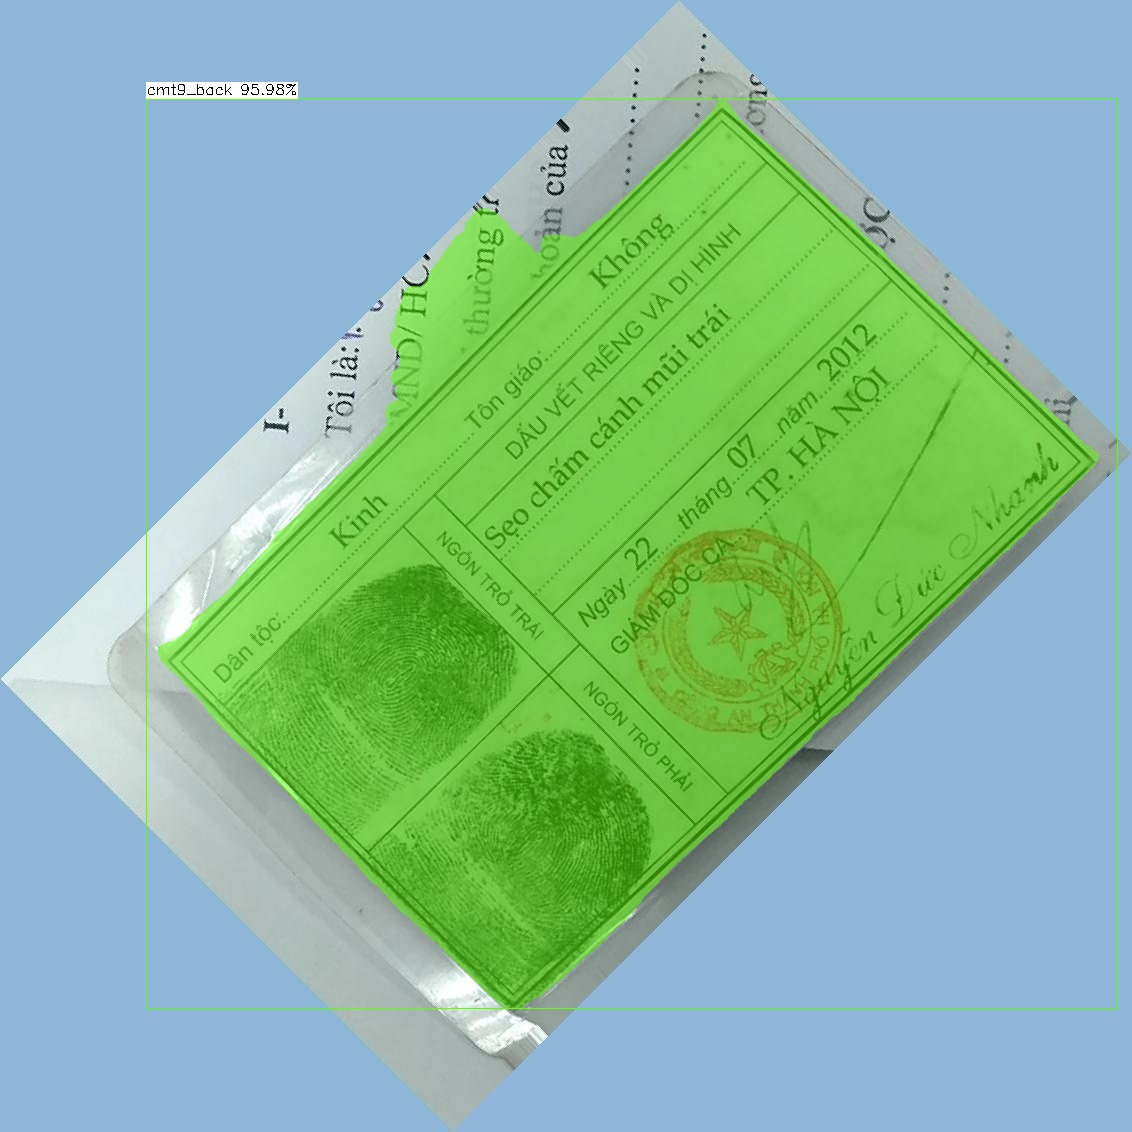 cmt9_back 95.98%
I-
Tôi là:
MND/ HC
thường
của
Dân tộc: Kinh Tôn giáo Không
NGÓN TRỎ TRÁI
DẤU VẾT RIÊNG VÀ DỊ HÌNH
Sẹo chấm cánh mũi trái
Ngày 22 tháng 07 năm 2012
GIÁM ĐỐC CA TP. HÀ NỘI
NGÓN TRỎ PHẢI
Nguyễn Đức Nhanh